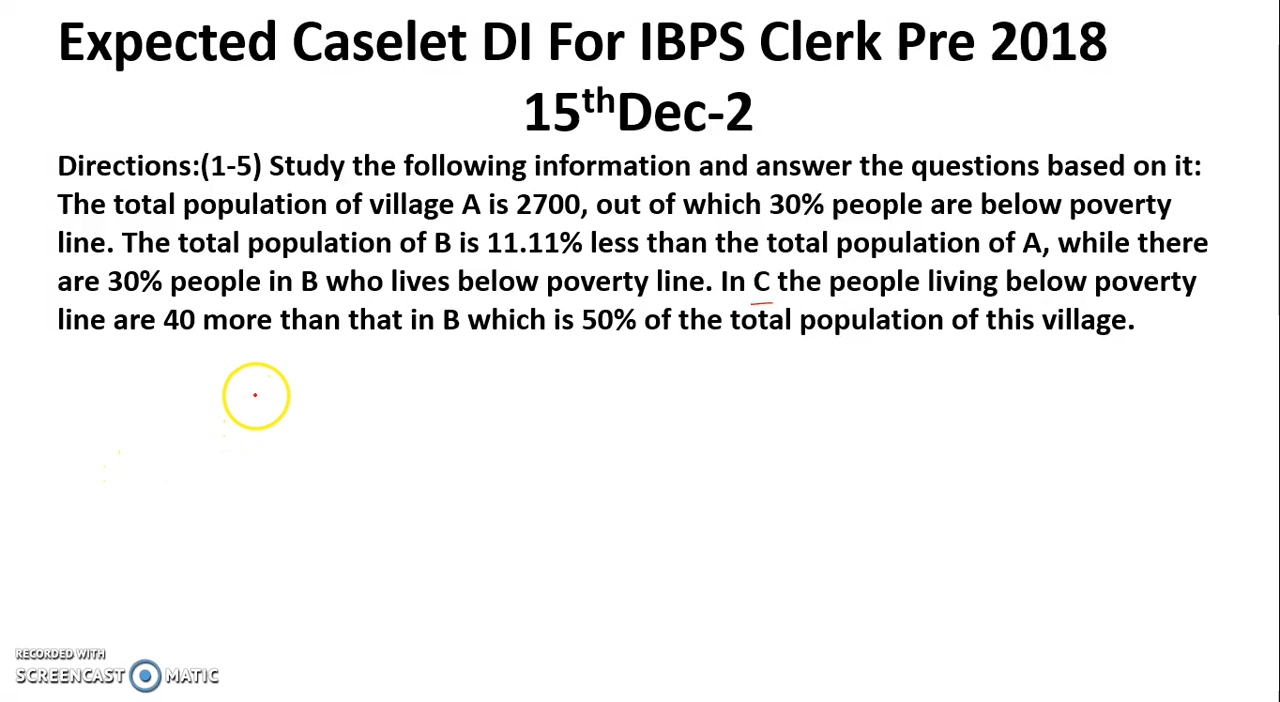 Expected Caselet DI For IBPS Clerk Pre 2018
15thDec-2
Directions:(1-5) Study the following information and answer the questions based on it:
The total population of village A is 2700, out of which 30% people are below poverty
line. The total population of B is 11.11% less than the total population of A, while there
are 30% people in B who lives below poverty line. In C the people living below poverty
line are 40 more than that in B which is 50% of the total population of this village.
RECORDED WITH
SCREENCAST MATIC